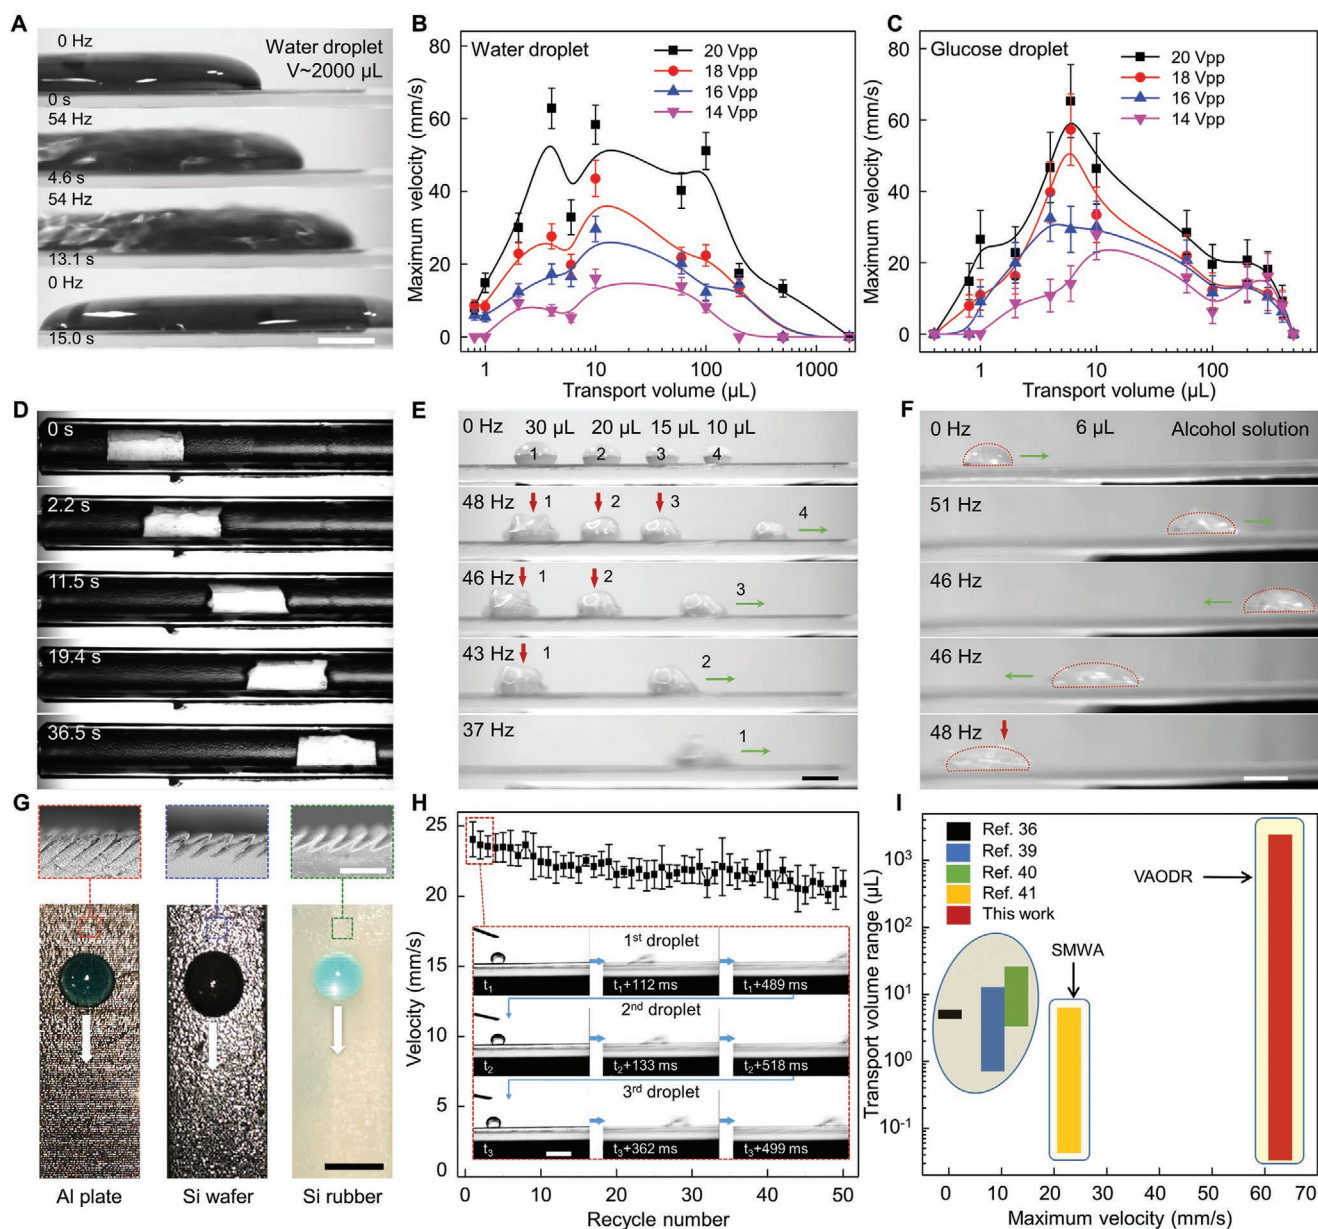 A
0 Hz
Water droplet
V~2000 µL
0 s
54 Hz
4.6 s
54 Hz
13.1 s
0 Hz
15.0 s
B
Water droplet
20 Vpp
18 Vpp
16 Vpp
14 Vpp
Maximum velocity (mm/s)
80
60
40
20
0
1 10 100 1000
Transport volume (µL)
C
Glucose droplet
20 Vpp
18 Vpp
16 Vpp
14 Vpp
Maximum velocity (mm/s)
80
60
40
20
0
1 10 100
Transport volume (µL)
D
0 s
2.2 s
11.5 s
19.4 s
36.5 s
E
0 Hz 30 µL 20 µL 15 µL 10 µL
1 2 3 4
48 Hz 1 2 3 4
46 Hz 1 2 3
43 Hz 1 2
37 Hz 1
F
0 Hz 6 µL Alcohol solution
51 Hz
46 Hz
46 Hz
48 Hz
G
Al plate Si wafer Si rubber
H
Velocity (mm/s)
25
20
15
10
5
0
1st droplet
t1 t1+112 ms t1+489 ms
2nd droplet
t2 t2+133 ms t2+518 ms
3rd droplet
t3 t3+362 ms t3+499 ms
0 10 20 30 40 50
Recycle number
I
Ref. 36
Ref. 39
Ref. 40
Ref. 41
This work
VAODR
SMWA
Transport volume range (µL)
10³
10²
10¹
10⁰
10⁻¹
0 10 20 30 40 50 60 70
Maximum velocity (mm/s)